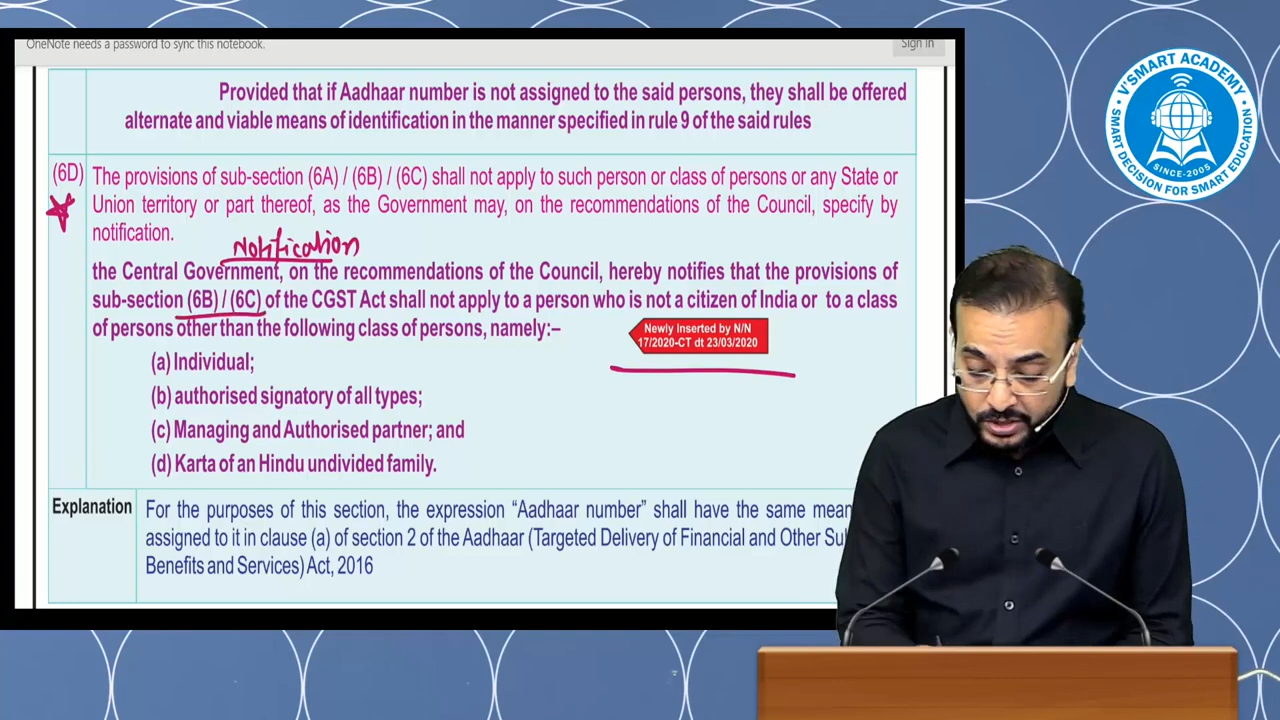 OneNote needs a password to sync this notebook.
Sign in
Provided that if Aadhaar number is not assigned to the said persons, they shall be offered
alternate and viable means of identification in the manner specified in rule 9 of the said rules
(6D) The provisions of sub-section (6A) / (6B) / (6C) shall not apply to such person or class of persons or any State or
Union territory or part thereof, as the Government may, on the recommendations of the Council, specify by
notification.
Notification
the Central Government, on the recommendations of the Council, hereby notifies that the provisions of
sub-section (6B) / (6C) of the CGST Act shall not apply to a person who is not a citizen of India or to a class
of persons other than the following class of persons, namely:–
Newly Inserted by N/N
17/2020-CT dt 23/03/2020
(a) Individual;
(b) authorised signatory of all types;
(c) Managing and Authorised partner; and
(d) Karta of an Hindu undivided family.
Explanation
For the purposes of this section, the expression “Aadhaar number” shall have the same mean
assigned to it in clause (a) of section 2 of the Aadhaar (Targeted Delivery of Financial and Other Su
Benefits and Services) Act, 2016
V'SMART ACADEMY
SINCE-2005
SMART DECISION FOR SMART EDUCATION